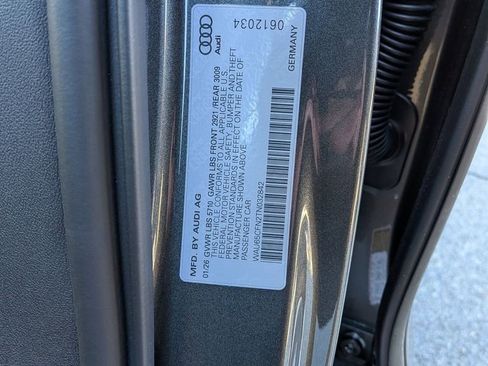 0612034
Audi
GERMANY
MFD. BY AUDI AG
01/26 GVWR LBS 5710 GAWR LBS FRONT 2921 /REAR 3009
THIS MOTOR VEHICLE CONFORMS TO ALL APPLICABLE U.S.
FEDERAL MOTOR VEHICLE SAFETY, BUMPER AND THEFT
PREVENTION STANDARDS IN EFFECT ON THE DATE OF
MANUFACTURE SHOWN ABOVE.
PASSENGER CAR
WAU65CFN2TN032842